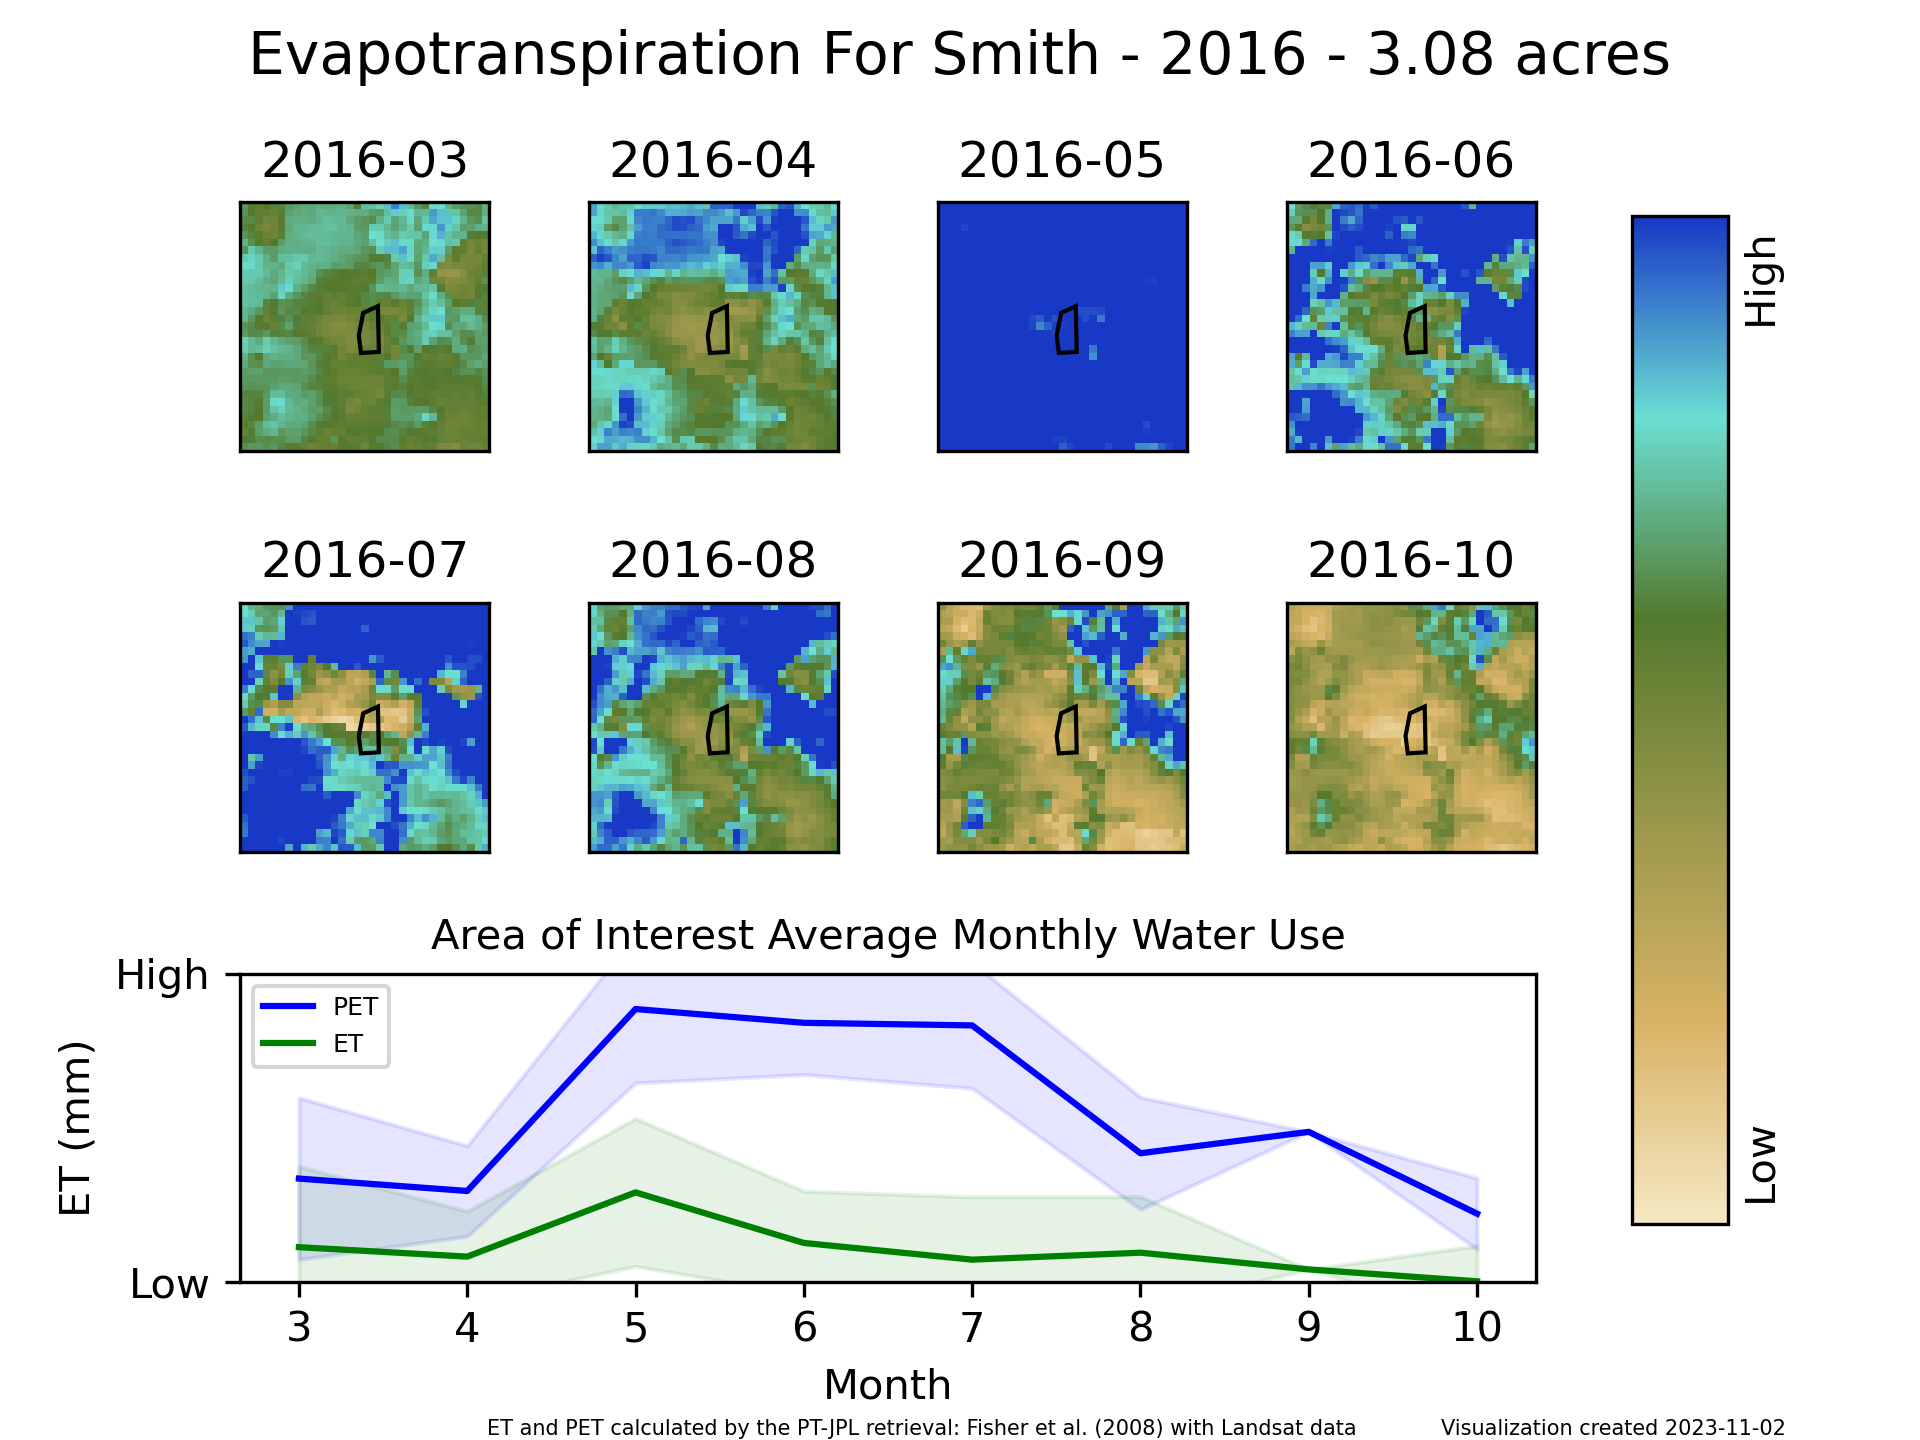 Evapotranspiration For Smith - 2016 - 3.08 acres
2016-03 2016-04 2016-05 2016-06
High
2016-07 2016-08 2016-09 2016-10
Low
Area of Interest Average Monthly Water Use
High
PET
ET
ET (mm)
Low
3 4 5 6 7 8 9 10
Month
ET and PET calculated by the PT-JPL retrieval: Fisher et al. (2008) with Landsat data
Visualization created 2023-11-02